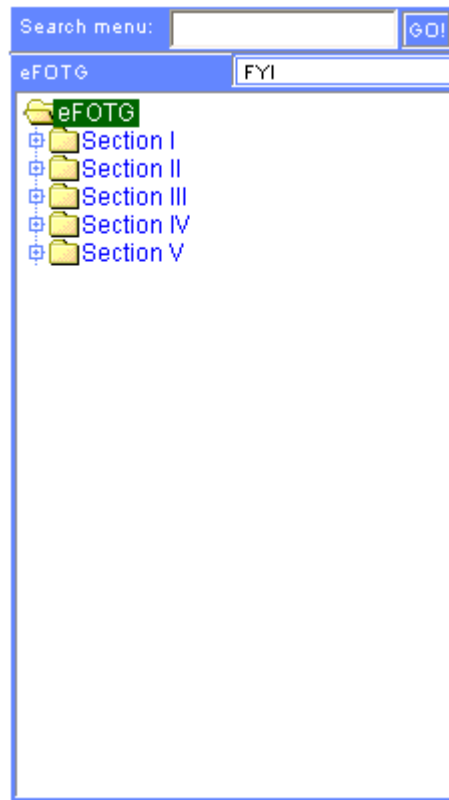 Search menu: GO!
eFOTG FYI
eFOTG
Section I
Section II
Section III
Section IV
Section V